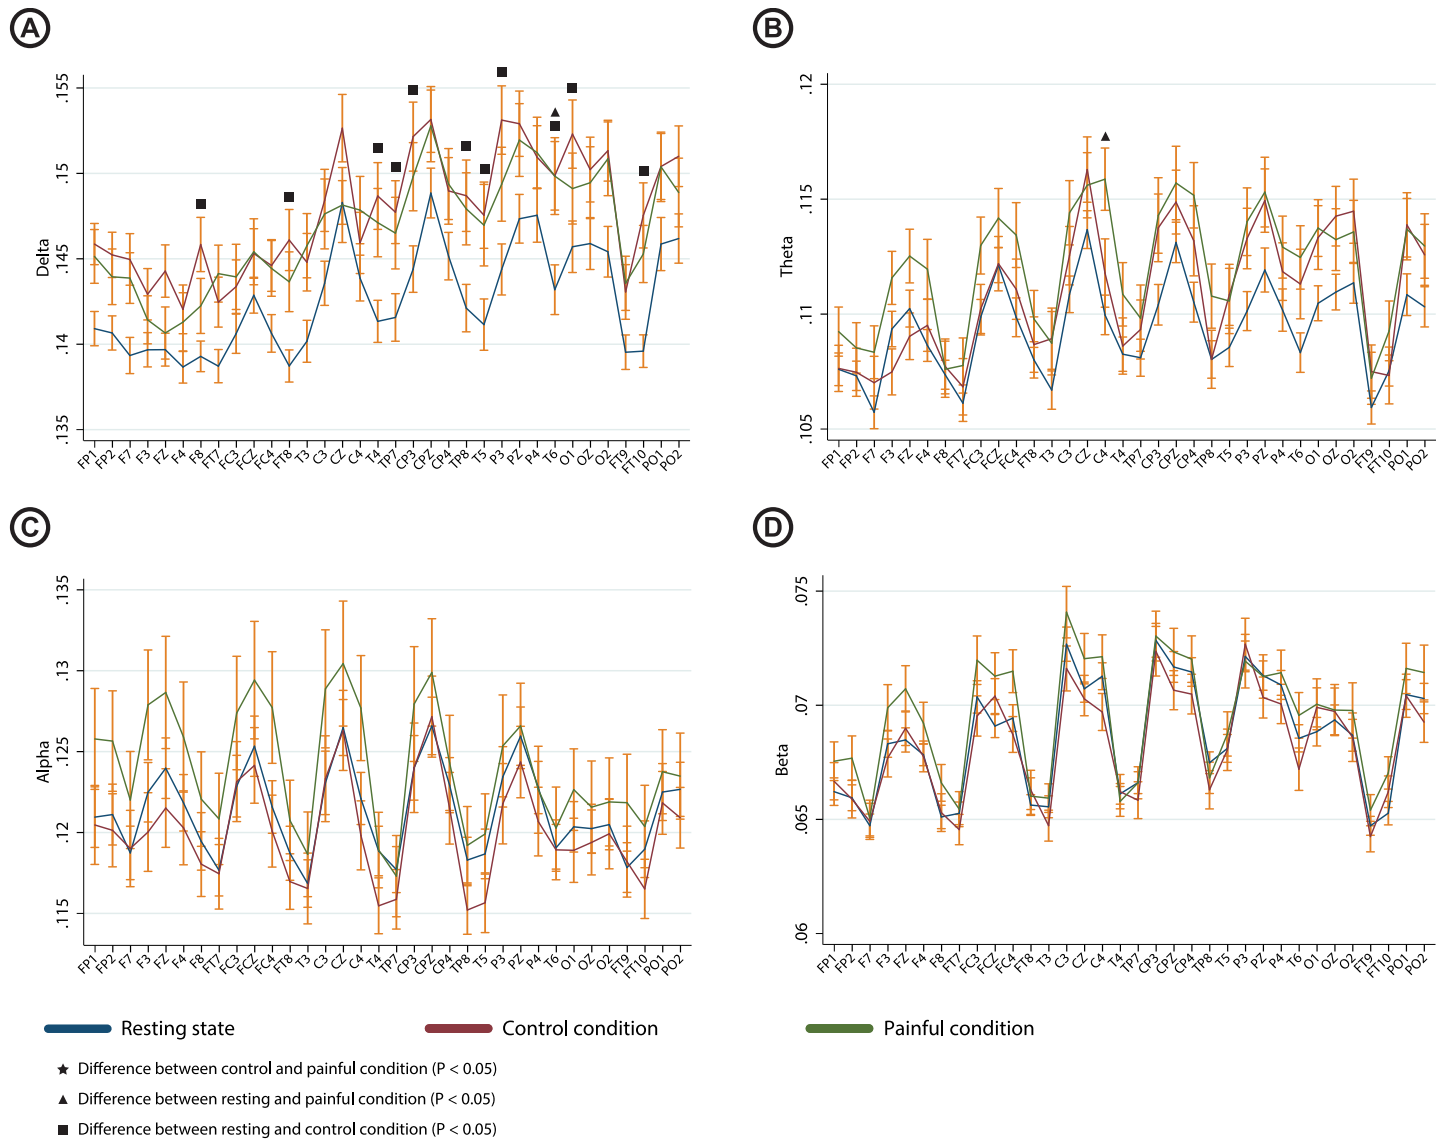 A
B
.155
.15
.145
.14
.135
Delta
FP1 FP2 F7 F3 FZ F4 F8 FT7 FC3 FCZ FC4 FT8 T3 C3 CZ C4 T4 TP7 CP3 CPZ CP4 TP8 T5 P3 PZ P4 T6 O1 OZ O2 FT9 FT10 PO1 PO2
.12
.115
.11
.105
Theta
FP1 FP2 F7 F3 FZ F4 F8 FT7 FC3 FCZ FC4 FT8 T3 C3 CZ C4 T4 TP7 CP3 CPZ CP4 TP8 T5 P3 PZ P4 T6 O1 OZ O2 FT9 FT10 PO1 PO2
C
D
.135
.13
.125
.12
.115
Alpha
FP1 FP2 F7 F3 FZ F4 F8 FT7 FC3 FCZ FC4 FT8 T3 C3 CZ C4 T4 TP7 CP3 CPZ CP4 TP8 T5 P3 PZ P4 T6 O1 OZ O2 FT9 FT10 PO1 PO2
.075
.07
.065
.06
Beta
FP1 FP2 F7 F3 FZ F4 F8 FT7 FC3 FCZ FC4 FT8 T3 C3 CZ C4 T4 TP7 CP3 CPZ CP4 TP8 T5 P3 PZ P4 T6 O1 OZ O2 FT9 FT10 PO1 PO2
Resting state
Control condition
Painful condition
★ Difference between control and painful condition (P < 0.05)
▲ Difference between resting and painful condition (P < 0.05)
■ Difference between resting and control condition (P < 0.05)